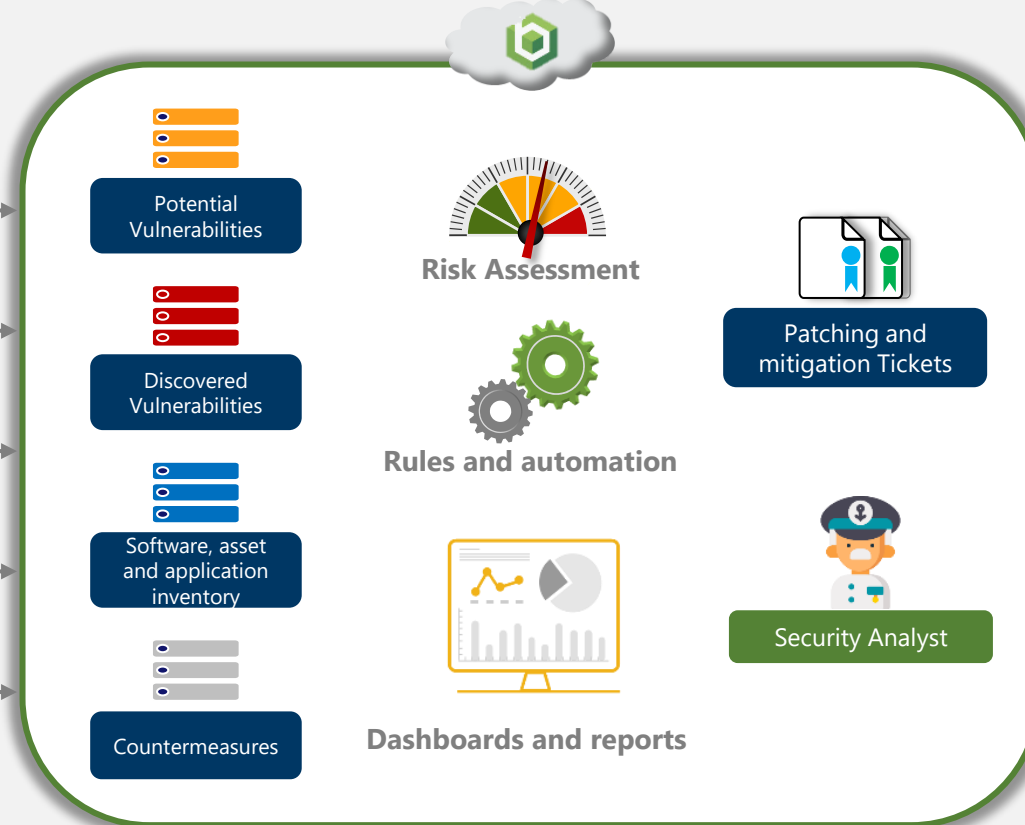 Potential
Vulnerabilities
Discovered
Vulnerabilities
Software, asset
and application
inventory
Countermeasures
Risk Assessment
Rules and automation
Dashboards and reports
Patching and
mitigation Tickets
Security Analyst